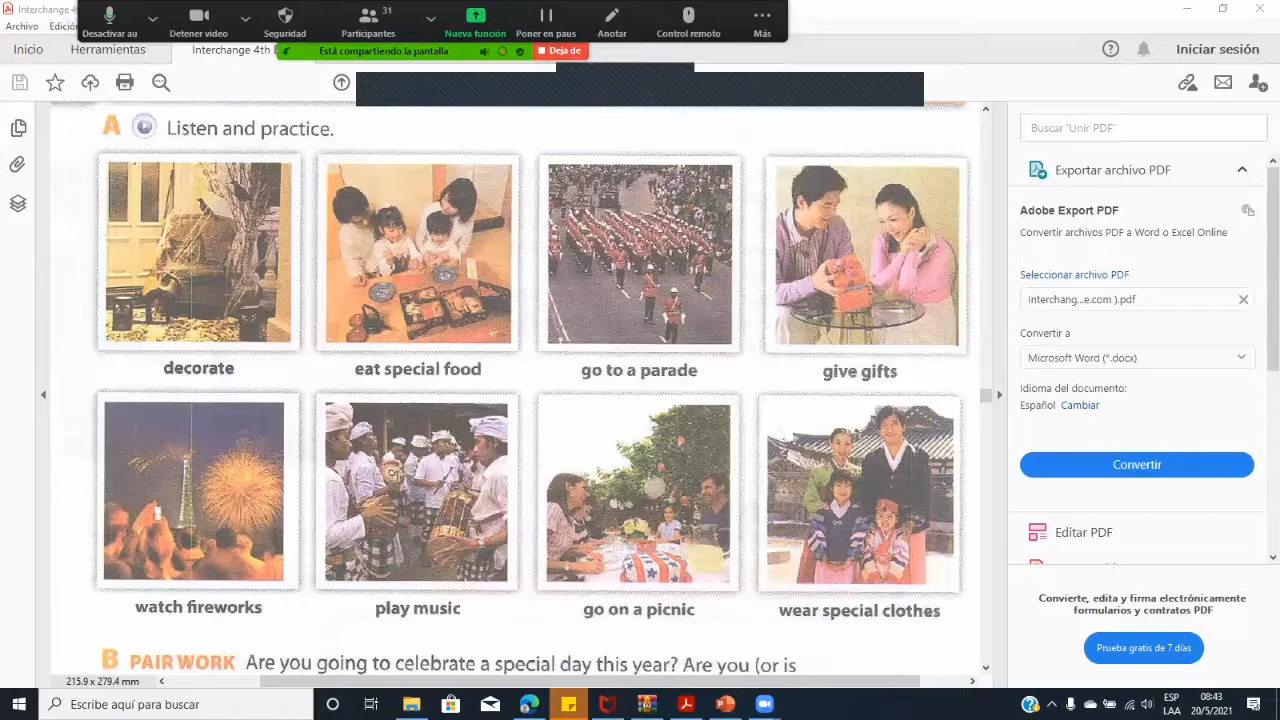 Interchange 4
Archivo Edició
31
Desactivar au Detener video Seguridad Participantes Nueva función Poner en paus Anotar Control remoto Más
Está compartiendo la pantalla Deja de
Inicio Herramientas Interchange 4th E Iniciar sesión
A Listen and practice.
decorate eat special food go to a parade give gifts
watch fireworks play music go on a picnic wear special clothes
B PAIR WORK Are you going to celebrate a special day this year? Are you (or is
215.9 x 279.4 mm
Buscar 'Unir PDF'
Exportar archivo PDF
Adobe Export PDF
Convertir archivos PDF a Word o Excel Online
Seleccionar archivo PDF
Interchang...e.com ).pdf
Convertir a
Microsoft Word (*.docx)
Idioma del documento:
Español Cambiar
Convertir
Editar PDF
Convierte, edita y firma electrónicamente
formularios y contratos PDF
Prueba gratis de 7 días
Escribe aquí para buscar
ESP 08:43
LAA 20/5/2021